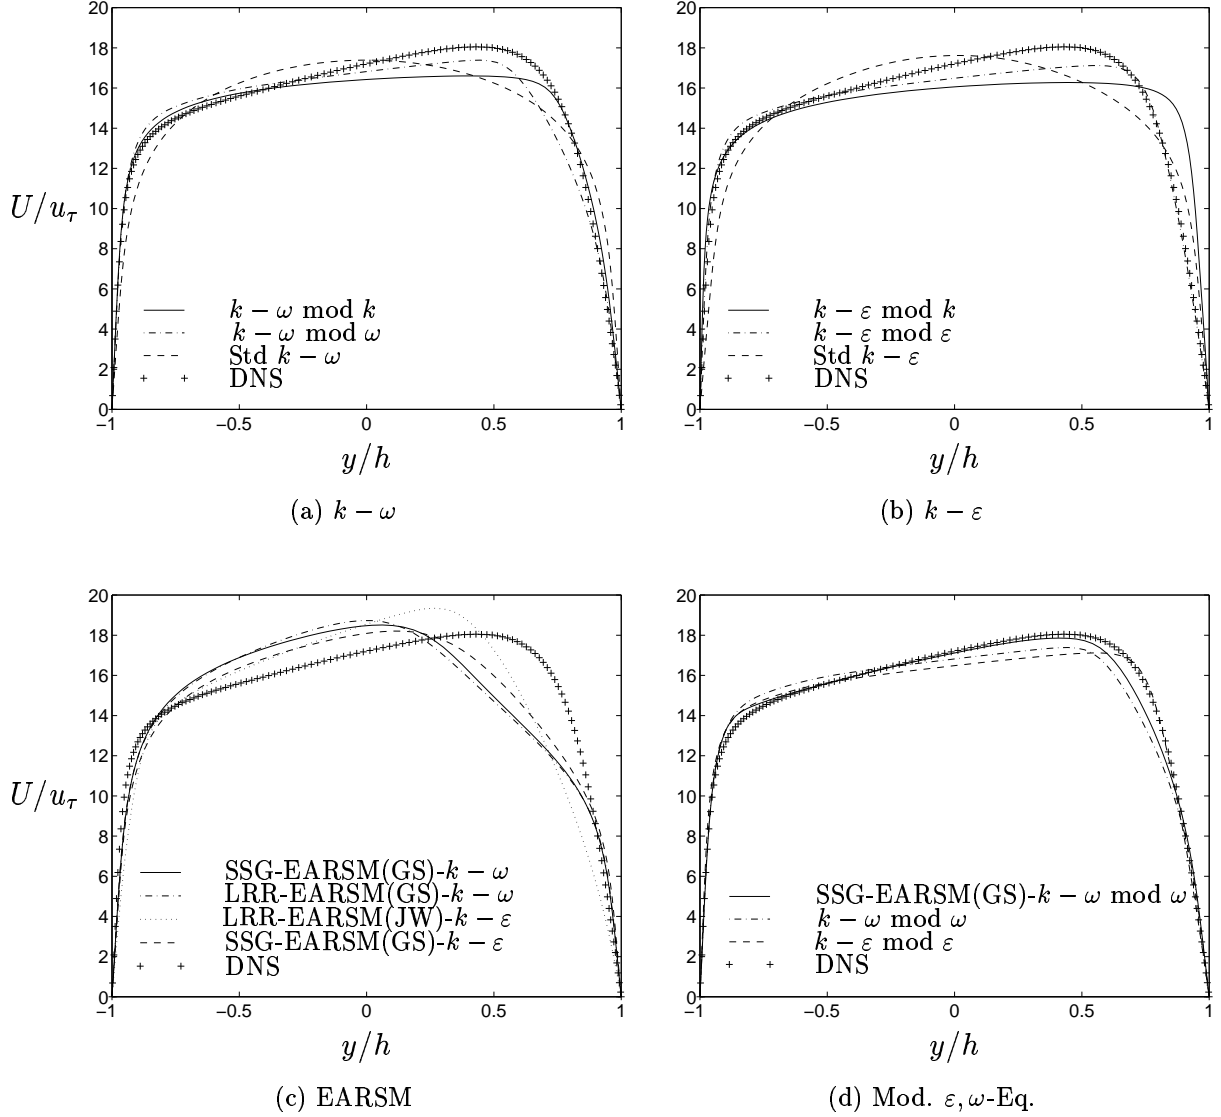 20
18
16
14
12
10
8
6
4
2
0
U/u_τ
k − ω mod k
k − ω mod ω
Std k − ω
DNS
−1 −0.5 0 0.5 1
y/h
(a) k − ω
20
18
16
14
12
10
8
6
4
2
0
k − ε mod k
k − ε mod ε
Std k − ε
DNS
−1 −0.5 0 0.5 1
y/h
(b) k − ε
20
18
16
14
12
10
8
6
4
2
0
U/u_τ
SSG-EARSM(GS)-k − ω
LRR-EARSM(GS)-k − ω
LRR-EARSM(JW)-k − ε
SSG-EARSM(GS)-k − ε
DNS
−1 −0.5 0 0.5 1
y/h
(c) EARSM
20
18
16
14
12
10
8
6
4
2
0
SSG-EARSM(GS)-k − ω mod ω
k − ω mod ω
k − ε mod ε
DNS
−1 −0.5 0 0.5 1
y/h
(d) Mod. ε, ω-Eq.